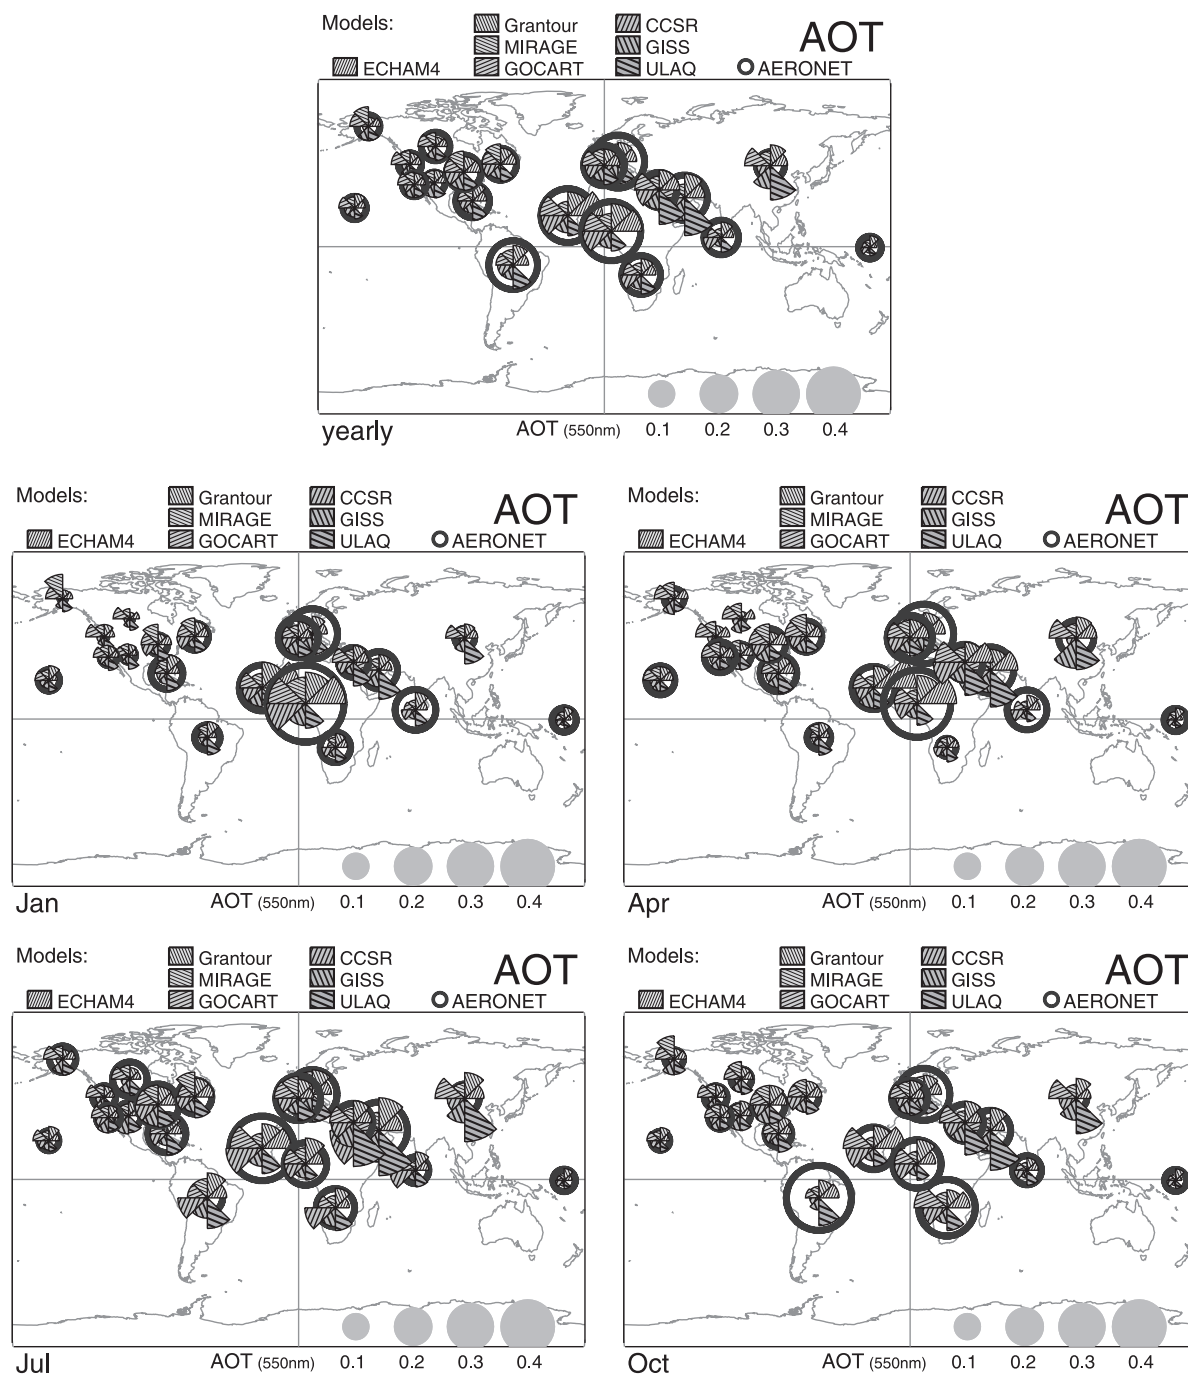 Models:
Grantour CCSR AOT
MIRAGE GISS
ECHAM4 GOCART ULAQ AERONET
yearly AOT (550nm) 0.1 0.2 0.3 0.4
Models:
Grantour CCSR AOT
MIRAGE GISS
ECHAM4 GOCART ULAQ AERONET
Jan AOT (550nm) 0.1 0.2 0.3 0.4
Models:
Grantour CCSR AOT
MIRAGE GISS
ECHAM4 GOCART ULAQ AERONET
Apr AOT (550nm) 0.1 0.2 0.3 0.4
Models:
Grantour CCSR AOT
MIRAGE GISS
ECHAM4 GOCART ULAQ AERONET
Jul AOT (550nm) 0.1 0.2 0.3 0.4
Models:
Grantour CCSR AOT
MIRAGE GISS
ECHAM4 GOCART ULAQ AERONET
Oct AOT (550nm) 0.1 0.2 0.3 0.4